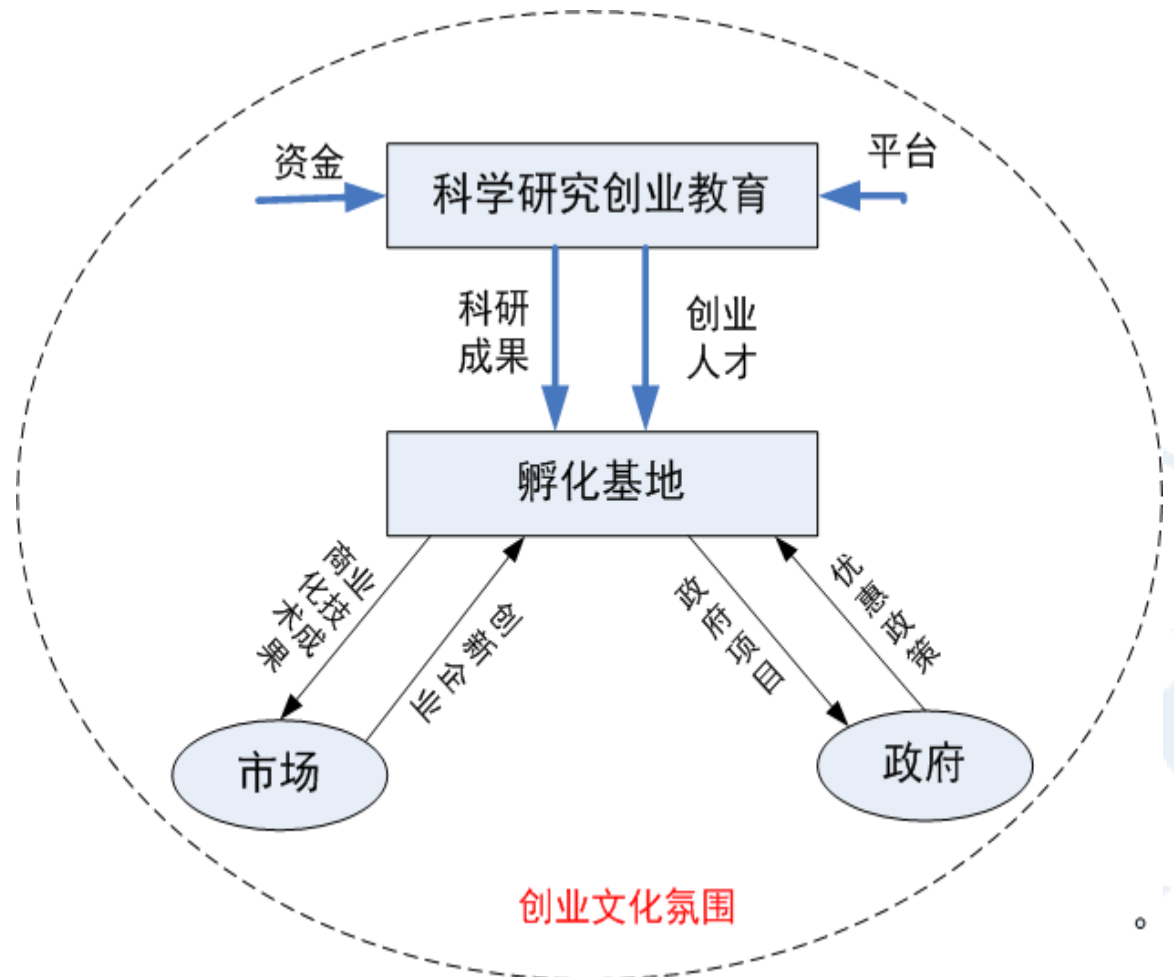 资金
平台
科学研究创业教育
科研
成果
创业
人才
孵化基地
商业
化技
术成
果
创新
企业
政府项目
优惠政策
市场
政府
创业文化氛围
。